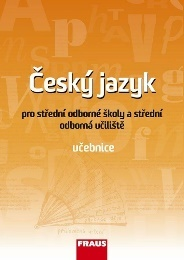 Český jazyk
pro střední odborné školy a střední
odborná učiliště
učebnice
FRAUS